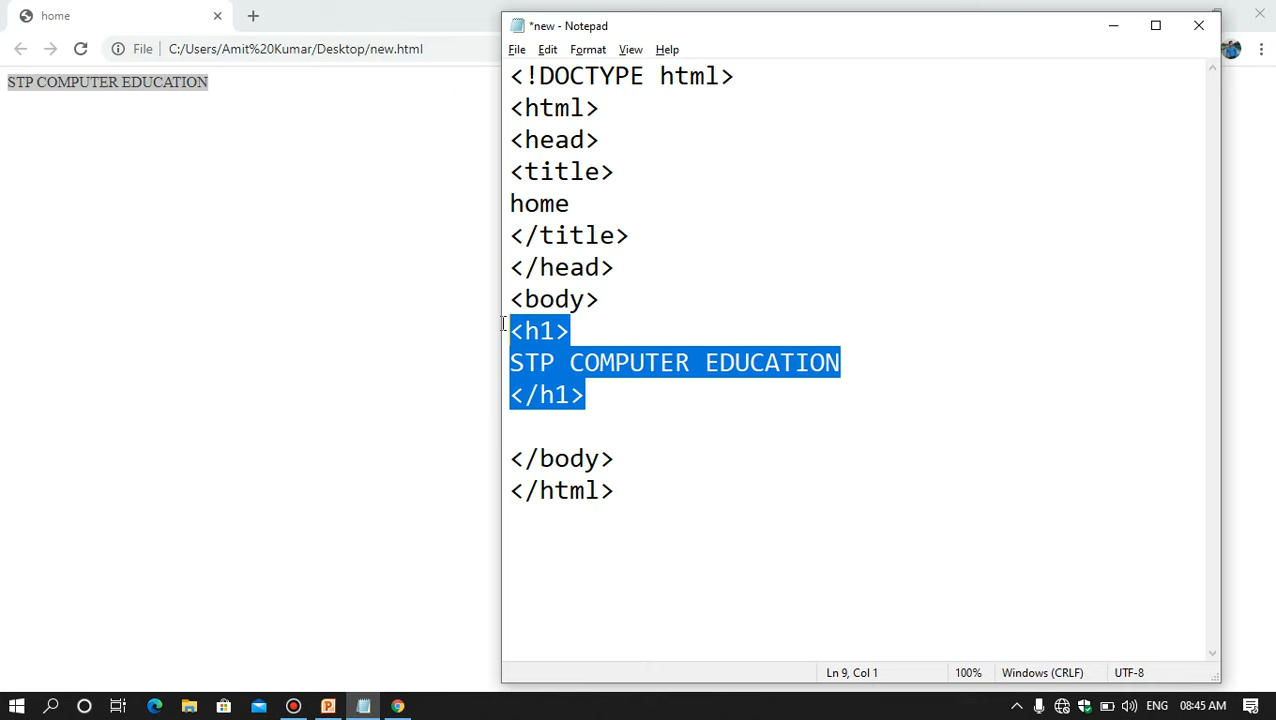 home
*new - Notepad
File C:/Users/Amit%20Kumar/Desktop/new.html
File Edit Format View Help
STP COMPUTER EDUCATION
<!DOCTYPE html>
<html>
<head>
<title>
home
</title>
</head>
<body>
<h1>
STP COMPUTER EDUCATION
</h1>
</body>
</html>
Ln 9, Col 1 100% Windows (CRLF) UTF-8
ENG 08:45 AM